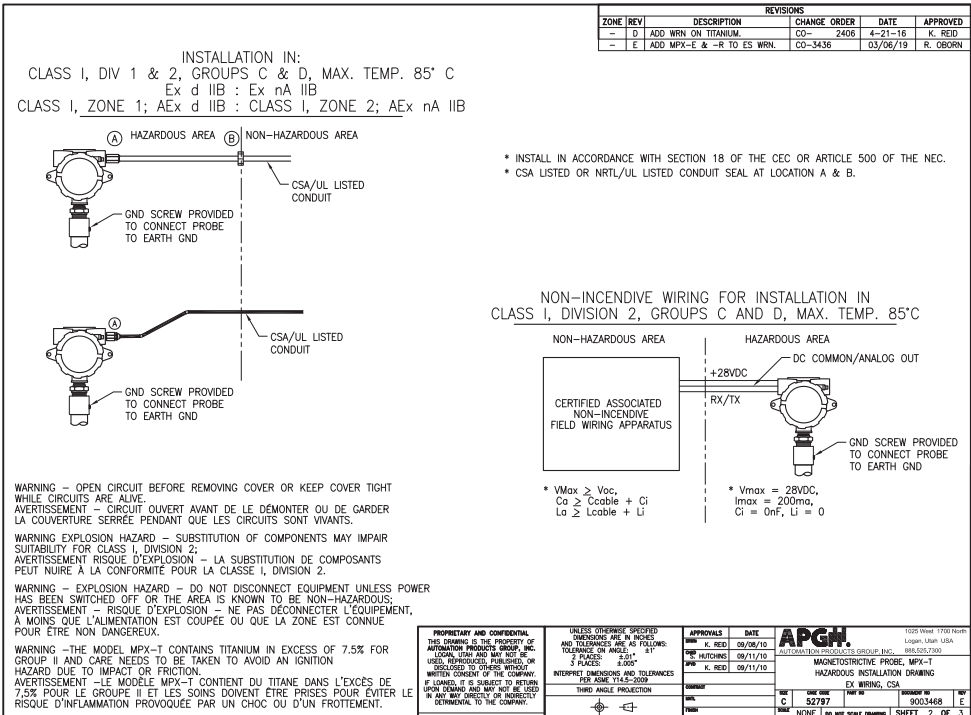 REVISIONS
ZONE REV DESCRIPTION CHANGE ORDER DATE APPROVED
– D ADD WRN ON TITANIUM. CO– 2406 4–21–16 K. REID
– E ADD MPX–E & –R TO ES WRN. CO–3436 03/06/19 R. OBORN
INSTALLATION IN:
CLASS I, DIV 1 & 2, GROUPS C & D, MAX. TEMP. 85° C
Ex d IIB : Ex nA IIB
CLASS I, ZONE 1; AEx d IIB : CLASS I, ZONE 2; AEx nA IIB
A HAZARDOUS AREA B NON–HAZARDOUS AREA
CSA/UL LISTED
CONDUIT
GND SCREW PROVIDED
TO CONNECT PROBE
TO EARTH GND
* INSTALL IN ACCORDANCE WITH SECTION 18 OF THE CEC OR ARTICLE 500 OF THE NEC.
* CSA LISTED OR NRTL/UL LISTED CONDUIT SEAL AT LOCATION A & B.
A
CSA/UL LISTED
CONDUIT
GND SCREW PROVIDED
TO CONNECT PROBE
TO EARTH GND
NON–INCENDIVE WIRING FOR INSTALLATION IN
CLASS I, DIVISION 2, GROUPS C AND D, MAX. TEMP. 85°C
NON–HAZARDOUS AREA HAZARDOUS AREA
DC COMMON/ANALOG OUT
+28VDC
RX/TX
CERTIFIED ASSOCIATED
NON–INCENDIVE
FIELD WIRING APPARATUS
GND SCREW PROVIDED
TO CONNECT PROBE
TO EARTH GND
* VMax ≥ Voc,
Ca ≥ Ccable + Ci
La ≥ Lcable + Li
* Vmax = 28VDC,
Imax = 200ma,
Ci = 0nF, Li = 0
WARNING – OPEN CIRCUIT BEFORE REMOVING COVER OR KEEP COVER TIGHT
WHILE CIRCUITS ARE ALIVE.
AVERTISSEMENT – CIRCUIT OUVERT AVANT DE LE DÉMONTER OU DE GARDER
LA COUVERTURE SERRÉE PENDANT QUE LES CIRCUITS SONT VIVANTS.
WARNING EXPLOSION HAZARD – SUBSTITUTION OF COMPONENTS MAY IMPAIR
SUITABILITY FOR CLASS I, DIVISION 2;
AVERTISSEMENT RISQUE D'EXPLOSION – LA SUBSTITUTION DE COMPOSANTS
PEUT NUIRE À LA CONFORMITÉ POUR LA CLASSE I, DIVISION 2.
WARNING – EXPLOSION HAZARD – DO NOT DISCONNECT EQUIPMENT UNLESS POWER
HAS BEEN SWITCHED OFF OR THE AREA IS KNOWN TO BE NON–HAZARDOUS;
AVERTISSEMENT – RISQUE D'EXPLOSION – NE PAS DÉCONNECTER L'ÉQUIPEMENT,
À MOINS QUE L'ALIMENTATION EST COUPÉE OU QUE LA ZONE EST CONNUE
POUR ÊTRE NON DANGEREUX.
WARNING –THE MODEL MPX–T CONTAINS TITANIUM IN EXCESS OF 7.5% FOR
GROUP II AND CARE NEEDS TO BE TAKEN TO AVOID AN IGNITION
HAZARD DUE TO IMPACT OR FRICTION.
AVERTISSEMENT –LE MODÈLE MPX–T CONTIENT DU TITANE DANS L'EXCÈS DE
7,5% POUR LE GROUPE II ET LES SOINS DOIVENT ÊTRE PRISES POUR ÉVITER LE
RISQUE D'INFLAMMATION PROVOQUÉE PAR UN CHOC OU D'UN FROTTEMENT.
PROPRIETARY AND CONFIDENTIAL
THIS DRAWING IS THE PROPERTY OF
AUTOMATION PRODUCTS GROUP, INC.
LOGAN, UTAH AND MAY NOT BE
USED, REPRODUCED, PUBLISHED, OR
DISCLOSED TO OTHERS WITHOUT
WRITTEN CONSENT OF THE COMPANY.
IF LOANED, IT IS SUBJECT TO RETURN
UPON DEMAND AND MAY NOT BE USED
IN ANY WAY DIRECTLY OR INDIRECTLY
DETRIMENTAL TO THE COMPANY.
UNLESS OTHERWISE SPECIFIED
DIMENSIONS ARE IN INCHES
AND TOLERANCES ARE AS FOLLOWS:
TOLERANCE ON ANGLE: ±1°
2 PLACES: ±.01"
3 PLACES: ±.005"
INTERPRET DIMENSIONS AND TOLERANCES
PER ASME Y14.5–2009
THIRD ANGLE PROJECTION
APPROVALS DATE
K. REID 09/08/10
S. HUTCHINS 09/11/10
K. REID 09/11/10
CONTRACT
FINISH
APG
AUTOMATION PRODUCTS GROUP, INC.
1025 West 1700 North
Logan, Utah USA
888.525.7300
MAGNETOSTRICTIVE PROBE, MPX–T
HAZARDOUS INSTALLATION DRAWING
EX WIRING, CSA
SIZE CAGE CODE PART NO DOCUMENT NO REV
C 52797 9003468 E
SCALE NONE DO NOT SCALE DRAWING SHEET 2 OF 3